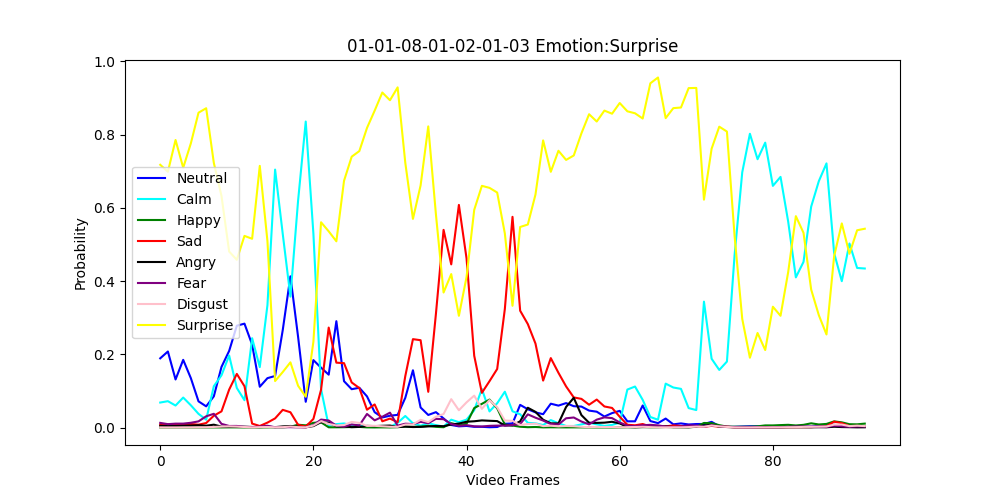 01-01-08-01-02-01-03 Emotion:Surprise
1.0
0.8
0.6
0.4
0.2
0.0
Probability
Neutral
Calm
Happy
Sad
Angry
Fear
Disgust
Surprise
0 20 40 60 80
Video Frames